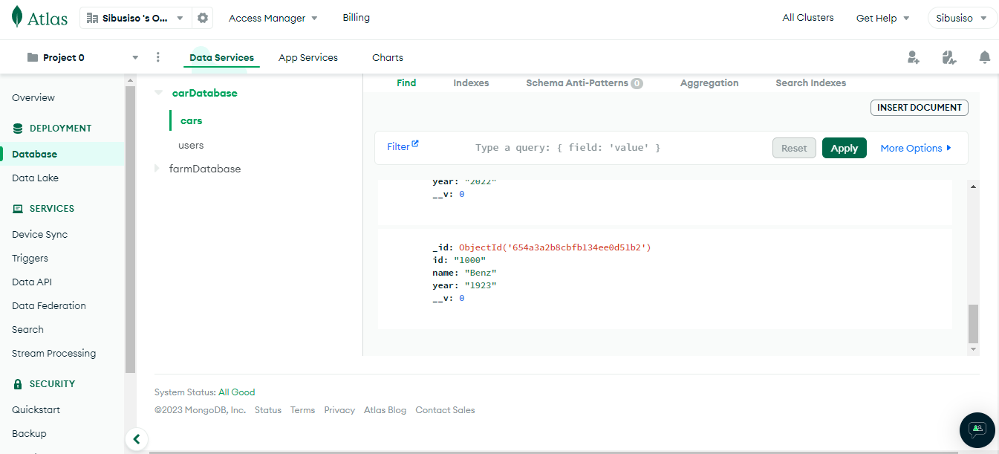 Atlas
Sibusiso 's O...
Access Manager
Billing
All Clusters
Get Help
Sibusiso
Project 0
Data Services
App Services
Charts
Overview
DEPLOYMENT
Database
Data Lake
SERVICES
Device Sync
Triggers
Data API
Data Federation
Search
Stream Processing
SECURITY
Quickstart
Backup
carDatabase
cars
users
farmDatabase
Find
Indexes
Schema Anti-Patterns 0
Aggregation
Search Indexes
INSERT DOCUMENT
Filter
Type a query: { field: 'value' }
Reset
Apply
More Options
year: "2022"
__v: 0
_id: ObjectId('654a3a2b8cbfb134ee0d51b2')
id: "1000"
name: "Benz"
year: "1923"
__v: 0
System Status: All Good
©2023 MongoDB, Inc. Status Terms Privacy Atlas Blog Contact Sales